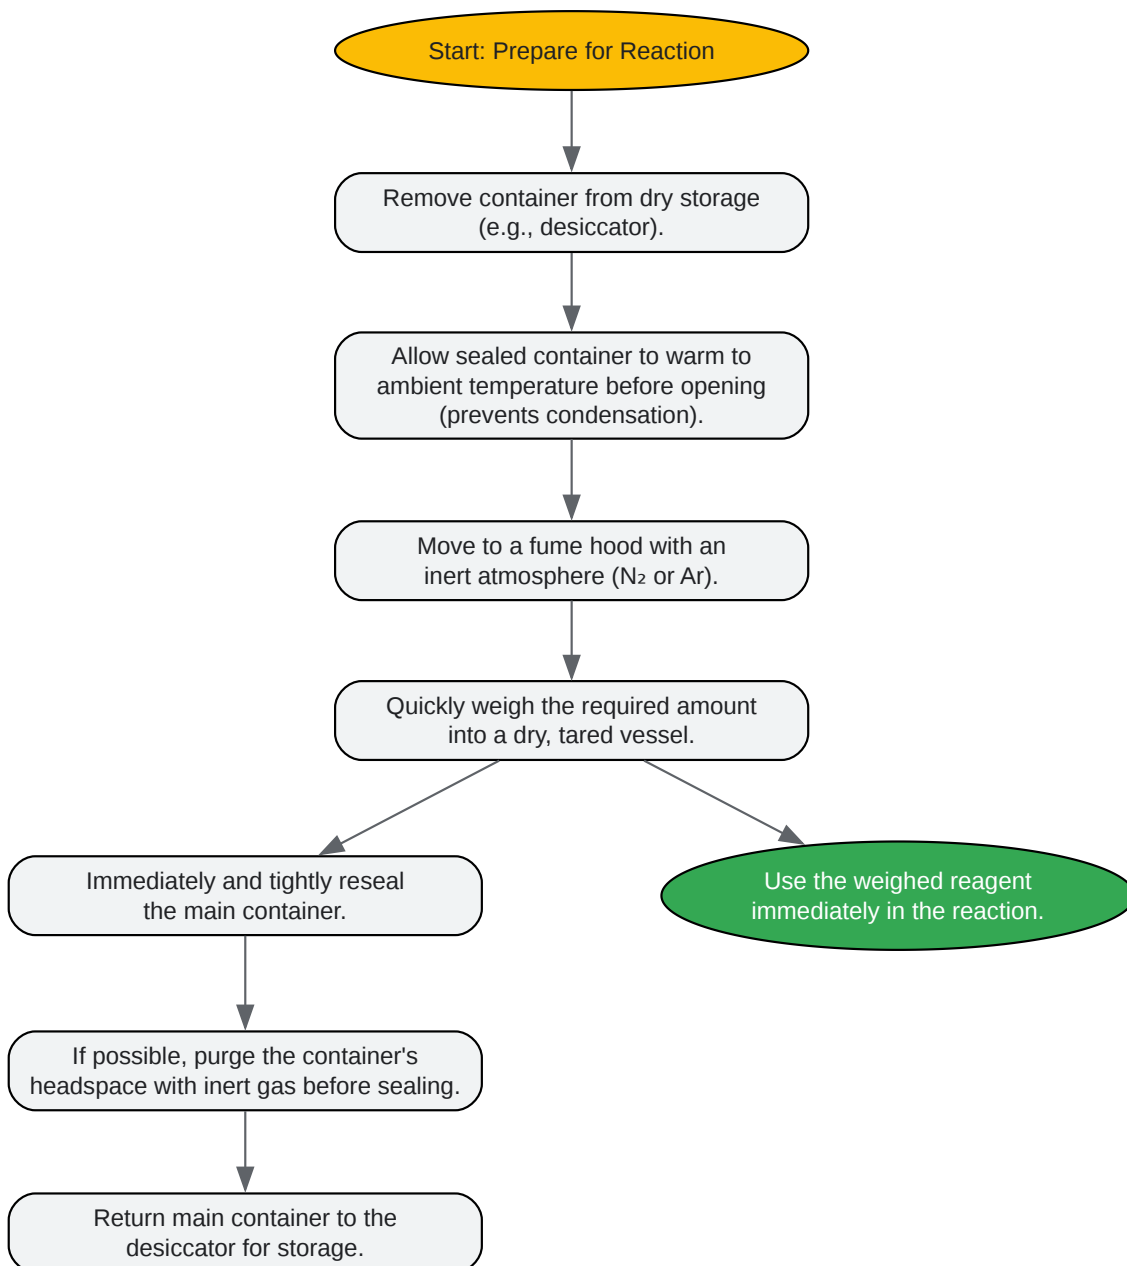 Start: Prepare for Reaction
Remove container from dry storage
(e.g., desiccator).
Allow sealed container to warm to
ambient temperature before opening
(prevents condensation).
Move to a fume hood with an
inert atmosphere (N₂ or Ar).
Quickly weigh the required amount
into a dry, tared vessel.
Immediately and tightly reseal
the main container.
Use the weighed reagent
immediately in the reaction.
If possible, purge the container's
headspace with inert gas before sealing.
Return main container to the
desiccator for storage.